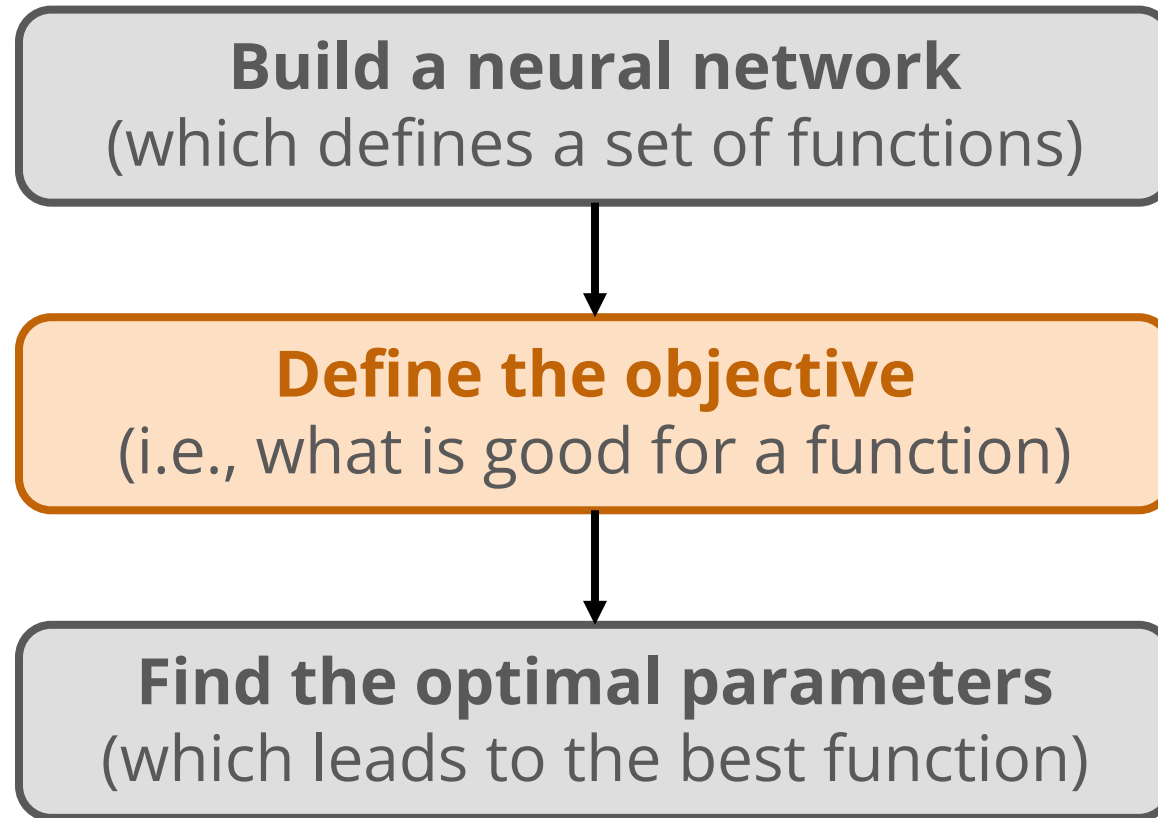 Build a neural network
(which defines a set of functions)
Define the objective
(i.e., what is good for a function)
Find the optimal parameters
(which leads to the best function)